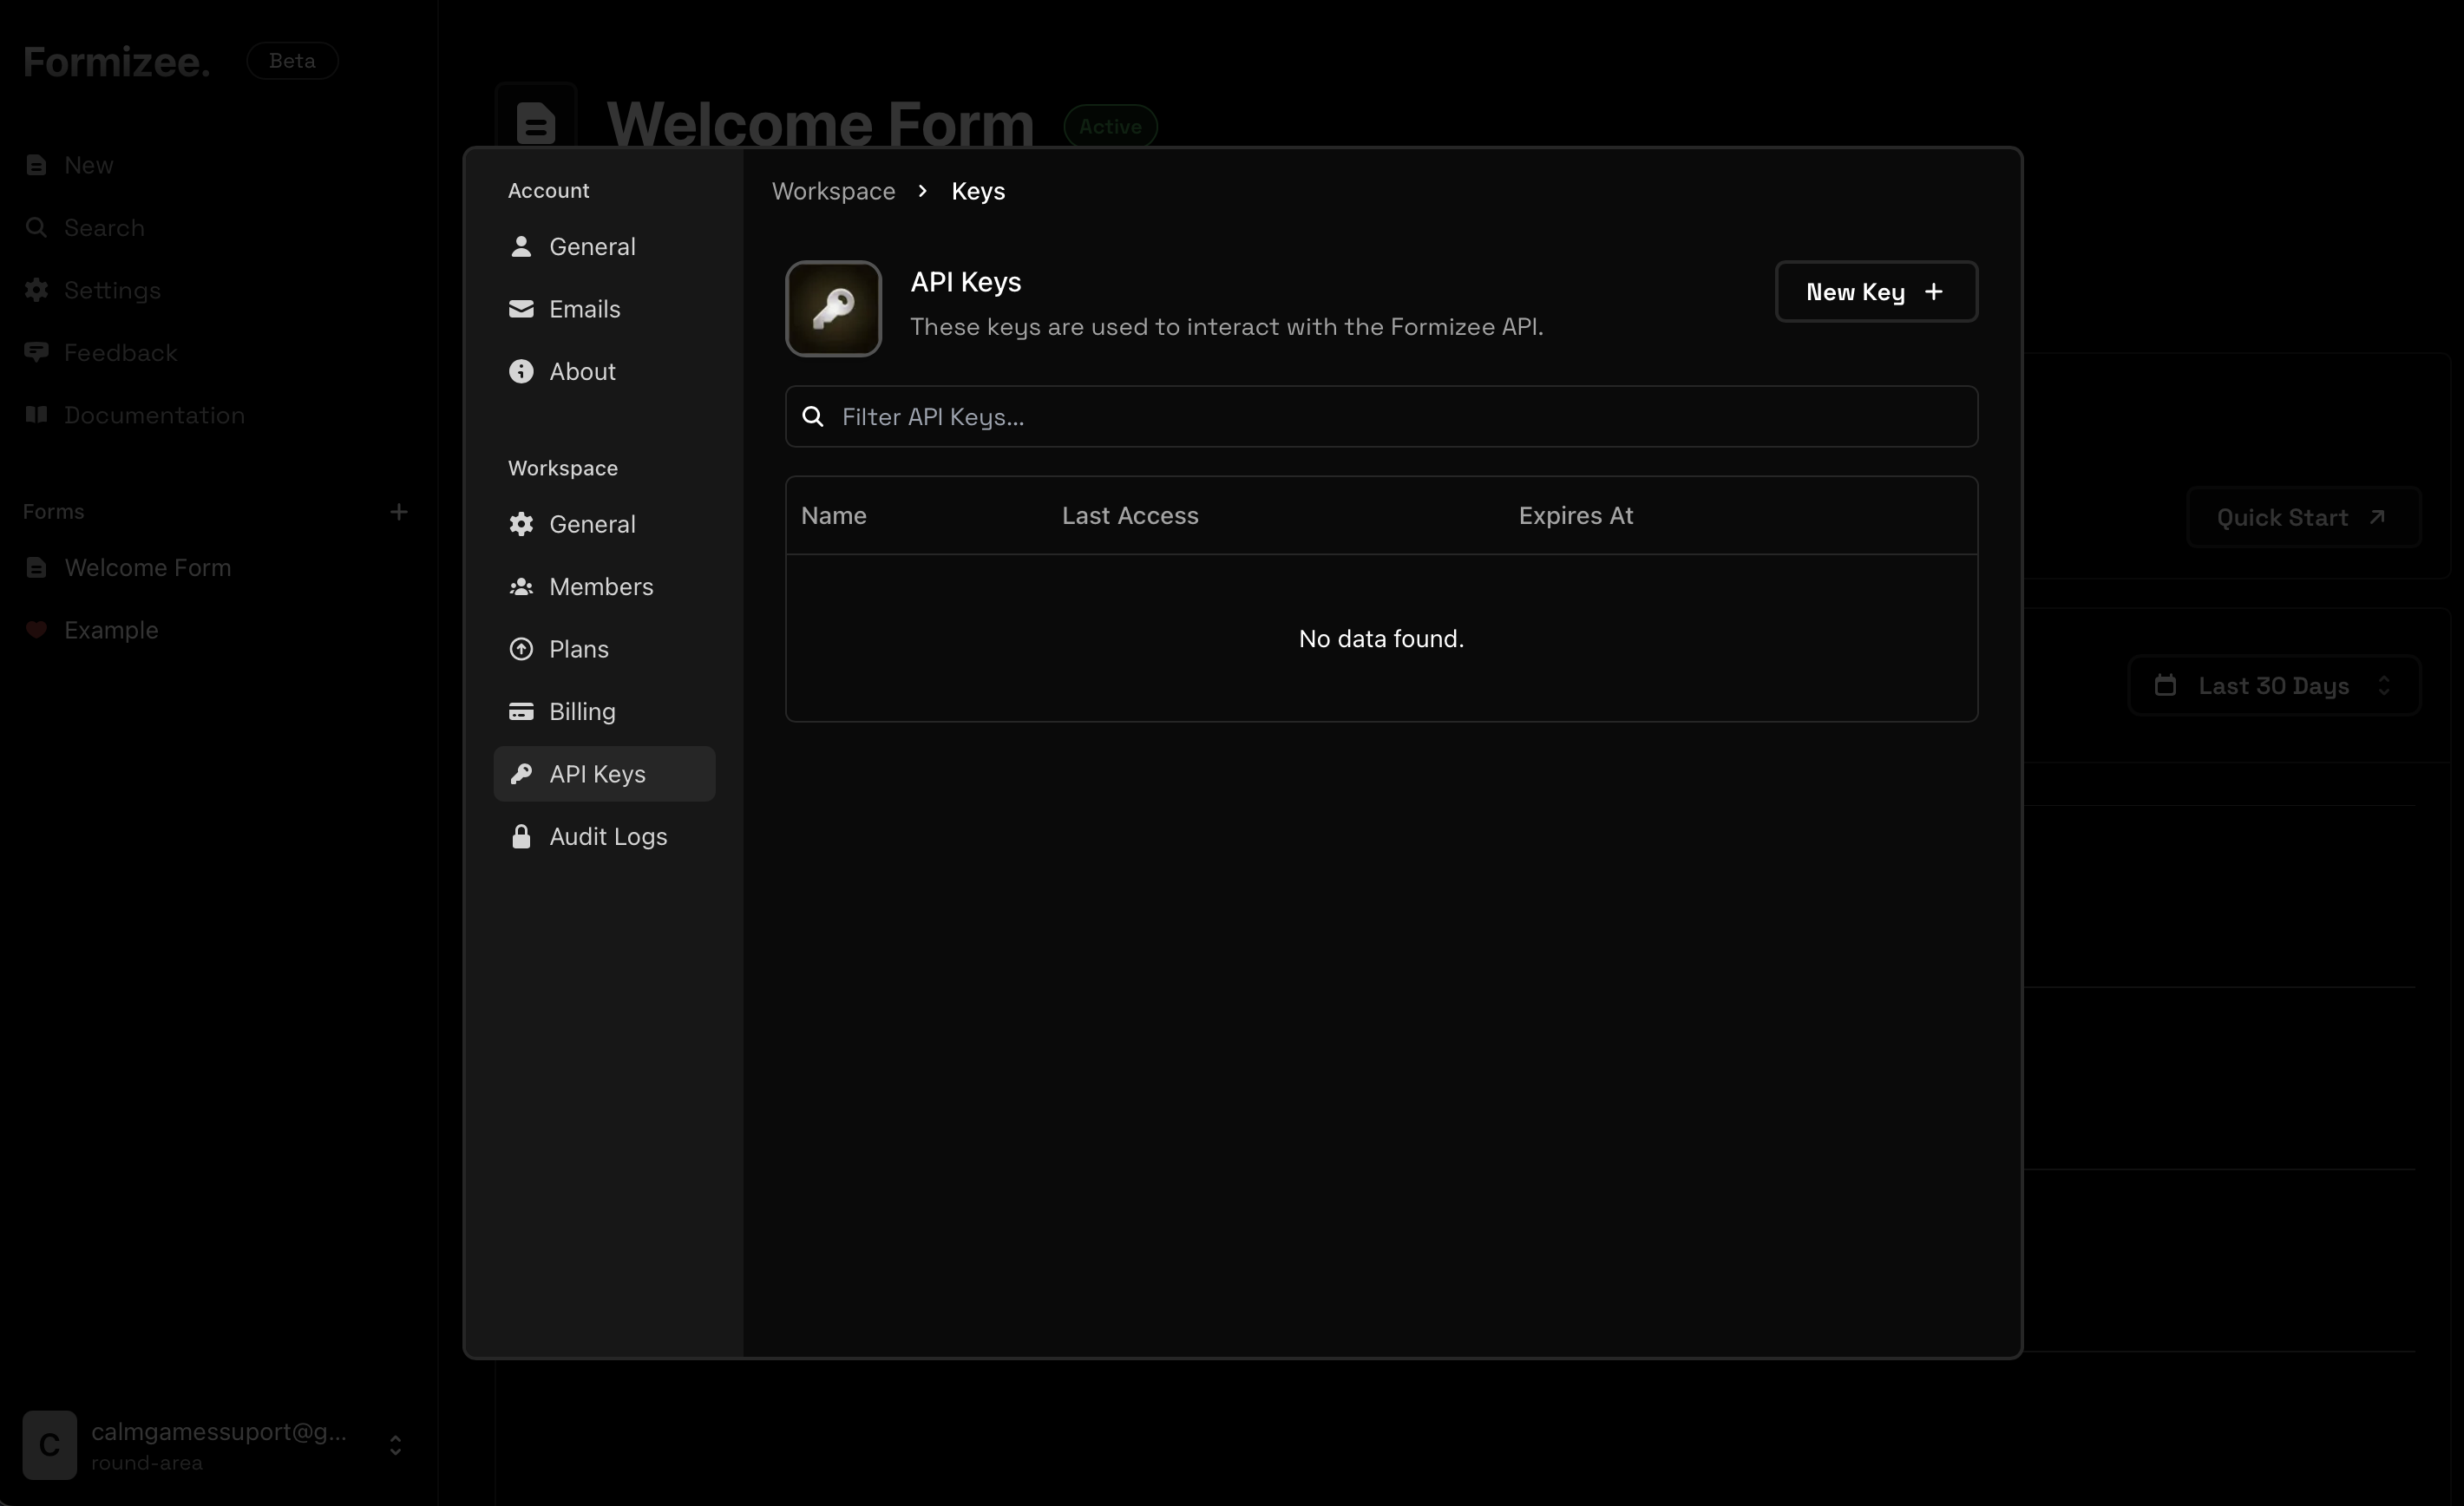 Formizee.
Beta
New
Search
Settings
Feedback
Documentation
Forms
Welcome Form
Example
C
calmgamessuport@g...
round-area
Welcome Form
Active
Quick Start
Last 30 Days
Account
General
Emails
About
Workspace
General
Members
Plans
Billing
API Keys
Audit Logs
Workspace > Keys
API Keys
These keys are used to interact with the Formizee API.
New Key +
Filter API Keys...
Name Last Access Expires At
No data found.